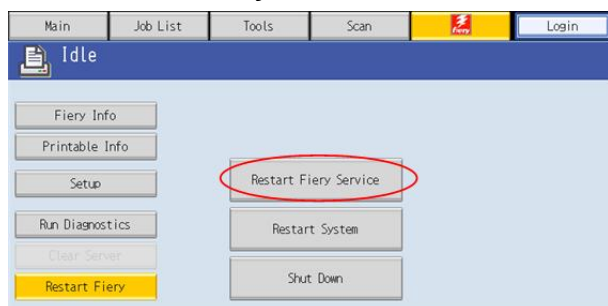 Main
Job List
Tools
Scan
Fiery
Login
Idle
Fiery Info
Printable Info
Setup
Run Diagnostics
Clear Server
Restart Fiery
Restart Fiery Service
Restart System
Shut Down